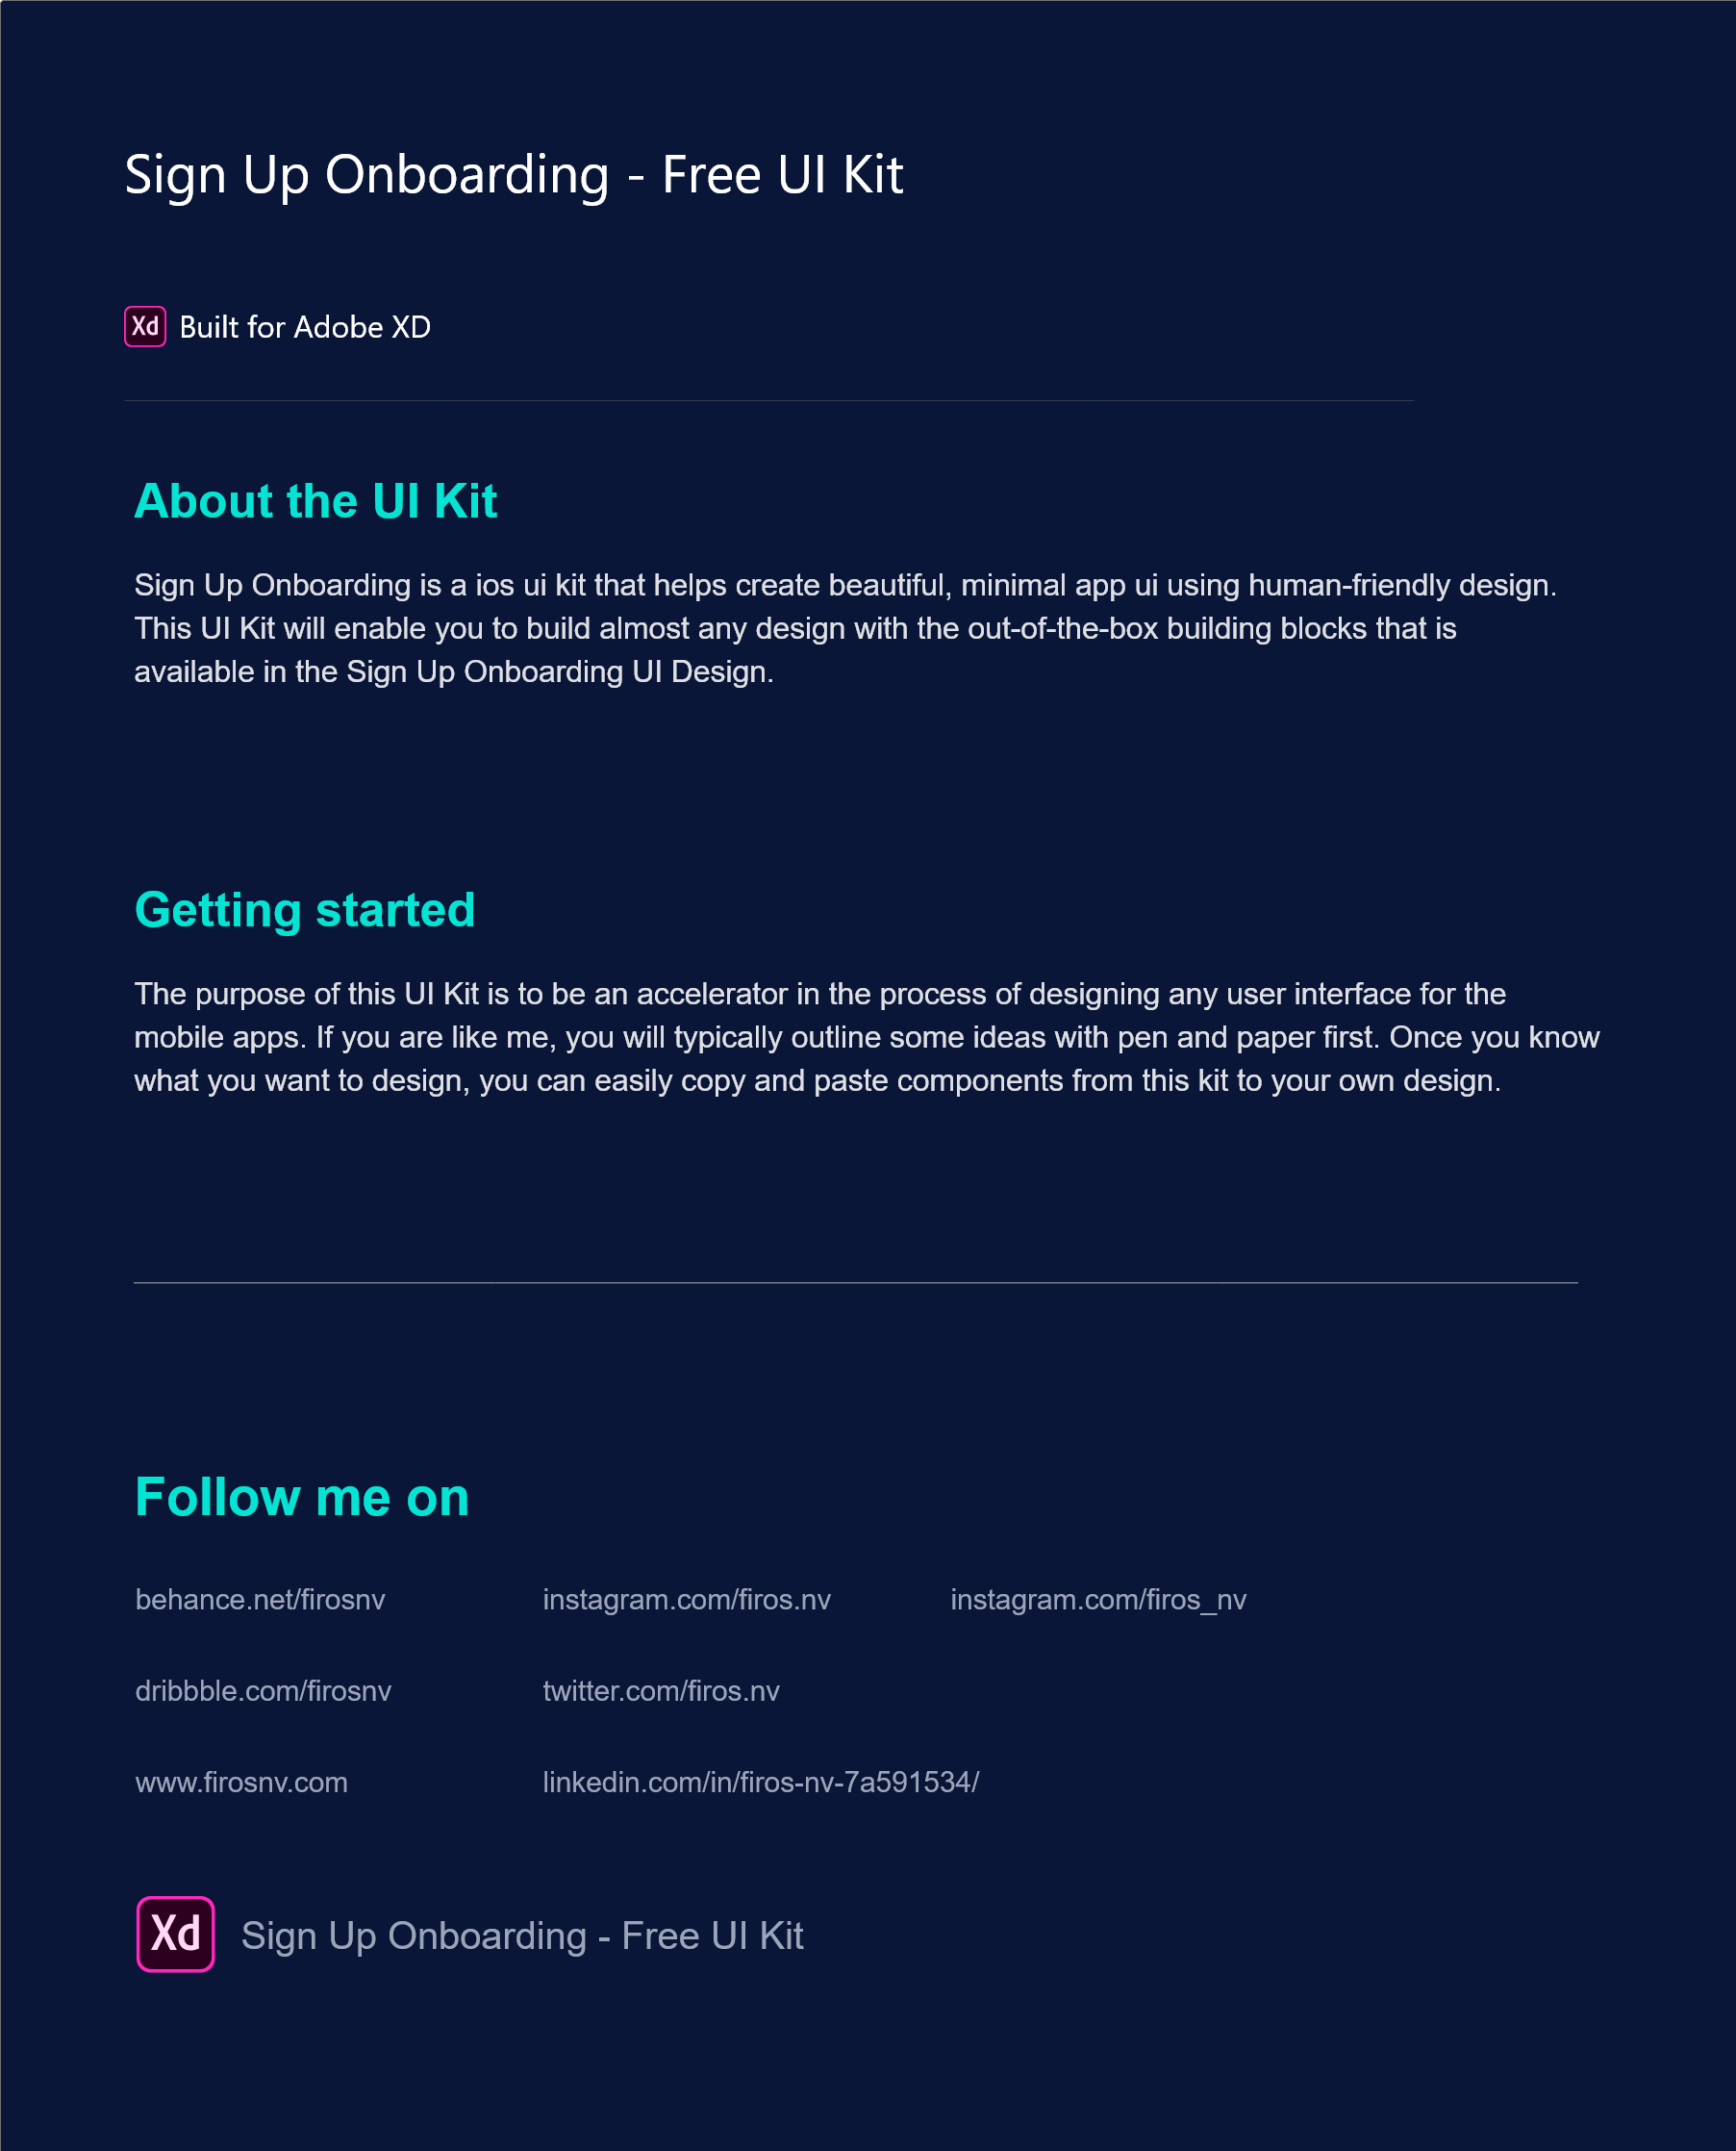 Sign Up Onboarding - Free UI Kit
Xd Built for Adobe XD
About the UI Kit
Sign Up Onboarding is a ios ui kit that helps create beautiful, minimal app ui using human-friendly design.
This UI Kit will enable you to build almost any design with the out-of-the-box building blocks that is
available in the Sign Up Onboarding UI Design.
Getting started
The purpose of this UI Kit is to be an accelerator in the process of designing any user interface for the
mobile apps. If you are like me, you will typically outline some ideas with pen and paper first. Once you know
what you want to design, you can easily copy and paste components from this kit to your own design.
Follow me on
behance.net/firosnv instagram.com/firos.nv instagram.com/firos_nv
dribbble.com/firosnv twitter.com/firos.nv
www.firosnv.com linkedin.com/in/firos-nv-7a591534/
Xd Sign Up Onboarding - Free UI Kit